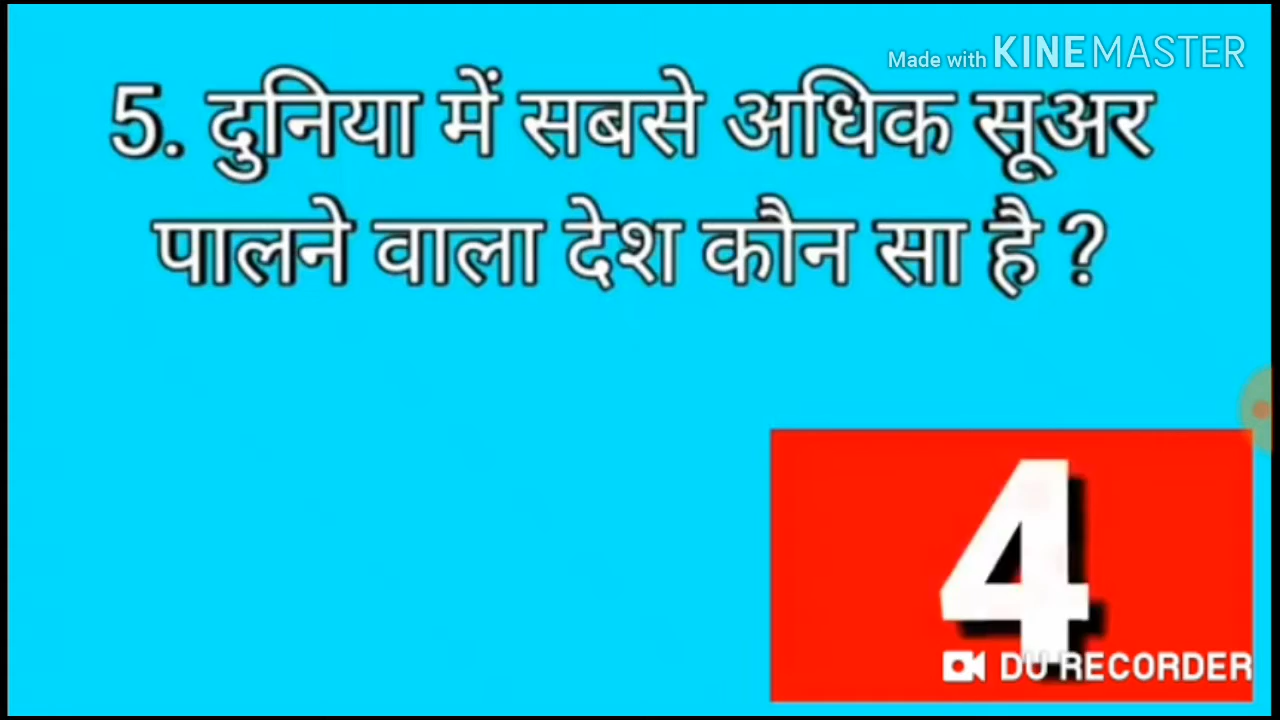 Made with KINEMASTER
5. दुनिया में सबसे अधिक सूअर
पालने वाला देश कौन सा है ?
4
DU RECORDER